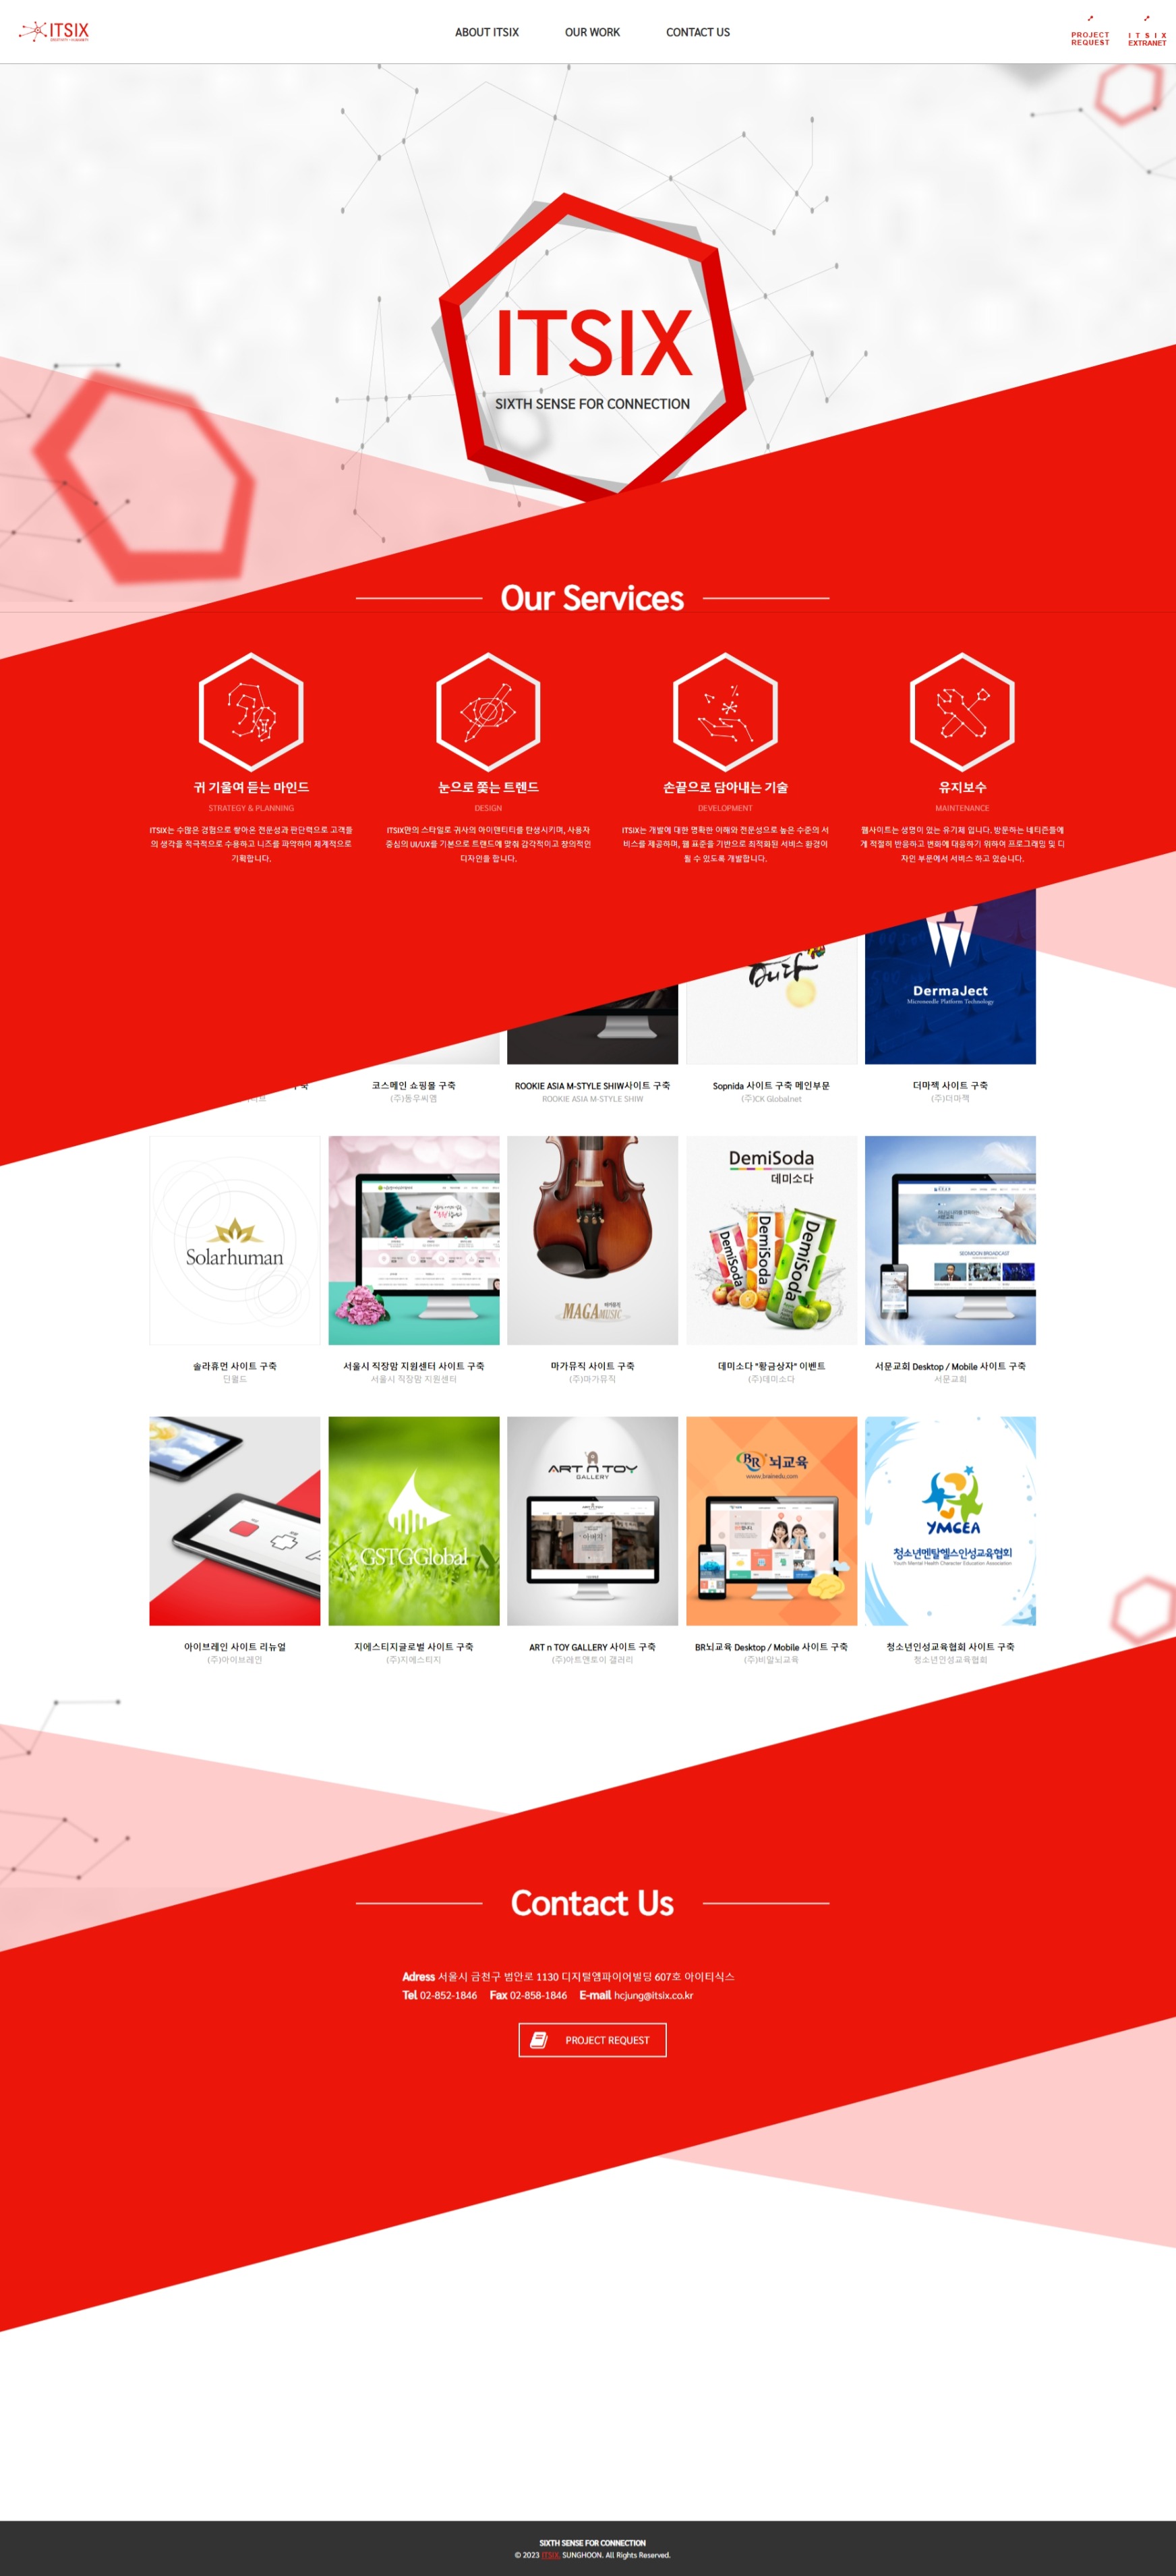 ITSIX
ABOUT ITSIX
OUR WORK
CONTACT US
PROJECT
REQUEST
ITSIX
EXTRANET
ITSIX
SIXTH SENSE FOR CONNECTION
Our Services
귀 기울여 듣는 마인드
STRATEGY & PLANNING
ITSIX는 수많은 경험으로 쌓아온 전문성과 판단력으로 고객들
의 생각을 적극적으로 수용하고 니즈를 파악하여 체계적으로
기획합니다.
눈으로 쫒는 트렌드
DESIGN
ITSIX만의 스타일로 귀사의 아이덴티티를 탄생시키며, 사용자
중심의 UI/UX를 기본으로 트랜드에 맞춰 감각적이고 창의적인
디자인을 합니다.
손끝으로 담아내는 기술
DEVELOPMENT
ITSIX는 개발에 대한 명확한 이해와 전문성으로 높은 수준의 서
비스를 제공하며, 웹 표준을 기반으로 최적화된 서비스 환경이
될 수 있도록 개발합니다.
유지보수
MAINTENANCE
웹사이트는 생명이 있는 유기체 입니다. 방문하는 네티즌들에
게 적절히 반응하고 변화에 대응하기 위하여 프로그래밍 및 디
자인 부문에서 서비스 하고 있습니다.
DermaJect
Microneedle Platform Technology
코스메인 쇼핑몰 구축
(주)동우씨엠
ROOKIE ASIA M-STYLE SHIW사이트 구축
ROOKIE ASIA M-STYLE SHIW
Sopnida 사이트 구축 메인부문
(주)CK Globalnet
더마젝 사이트 구축
(주)더마젝
Solarhuman
MAGA MUSIC
DemiSoda
데미소다
DemiSoda
DemiSoda
DemiSoda
SEOMOON BROADCAST
솔라휴먼 사이트 구축
단월드
서울시 직장맘 지원센터 사이트 구축
서울시 직장맘 지원센터
마가뮤직 사이트 구축
(주)마가뮤직
데미소다 "황금상자" 이벤트
(주)데미소다
서문교회 Desktop / Mobile 사이트 구축
서문교회
GSTGGlobal
ART n TOY
GALLERY
BR 뇌교육
www.brainedu.com
YMCEA
청소년멘탈헬스인성교육협회
Youth Mental Health Character Education Association
아이브레인 사이트 리뉴얼
(주)아이브레인
지에스티지글로벌 사이트 구축
(주)지에스티지
ART n TOY GALLERY 사이트 구축
(주)아트앤토이 갤러리
BR뇌교육 Desktop / Mobile 사이트 구축
(주)비알뇌교육
청소년인성교육협회 사이트 구축
청소년인성교육협회
Contact Us
Adress 서울시 금천구 범안로 1130 디지털엠파이어빌딩 607호 아이티식스
Tel 02-852-1846 Fax 02-858-1846 E-mail hcjung@itsix.co.kr
PROJECT REQUEST
SIXTH SENSE FOR CONNECTION
© 2023 ITSIX. SUNGHOON. All Rights Reserved.